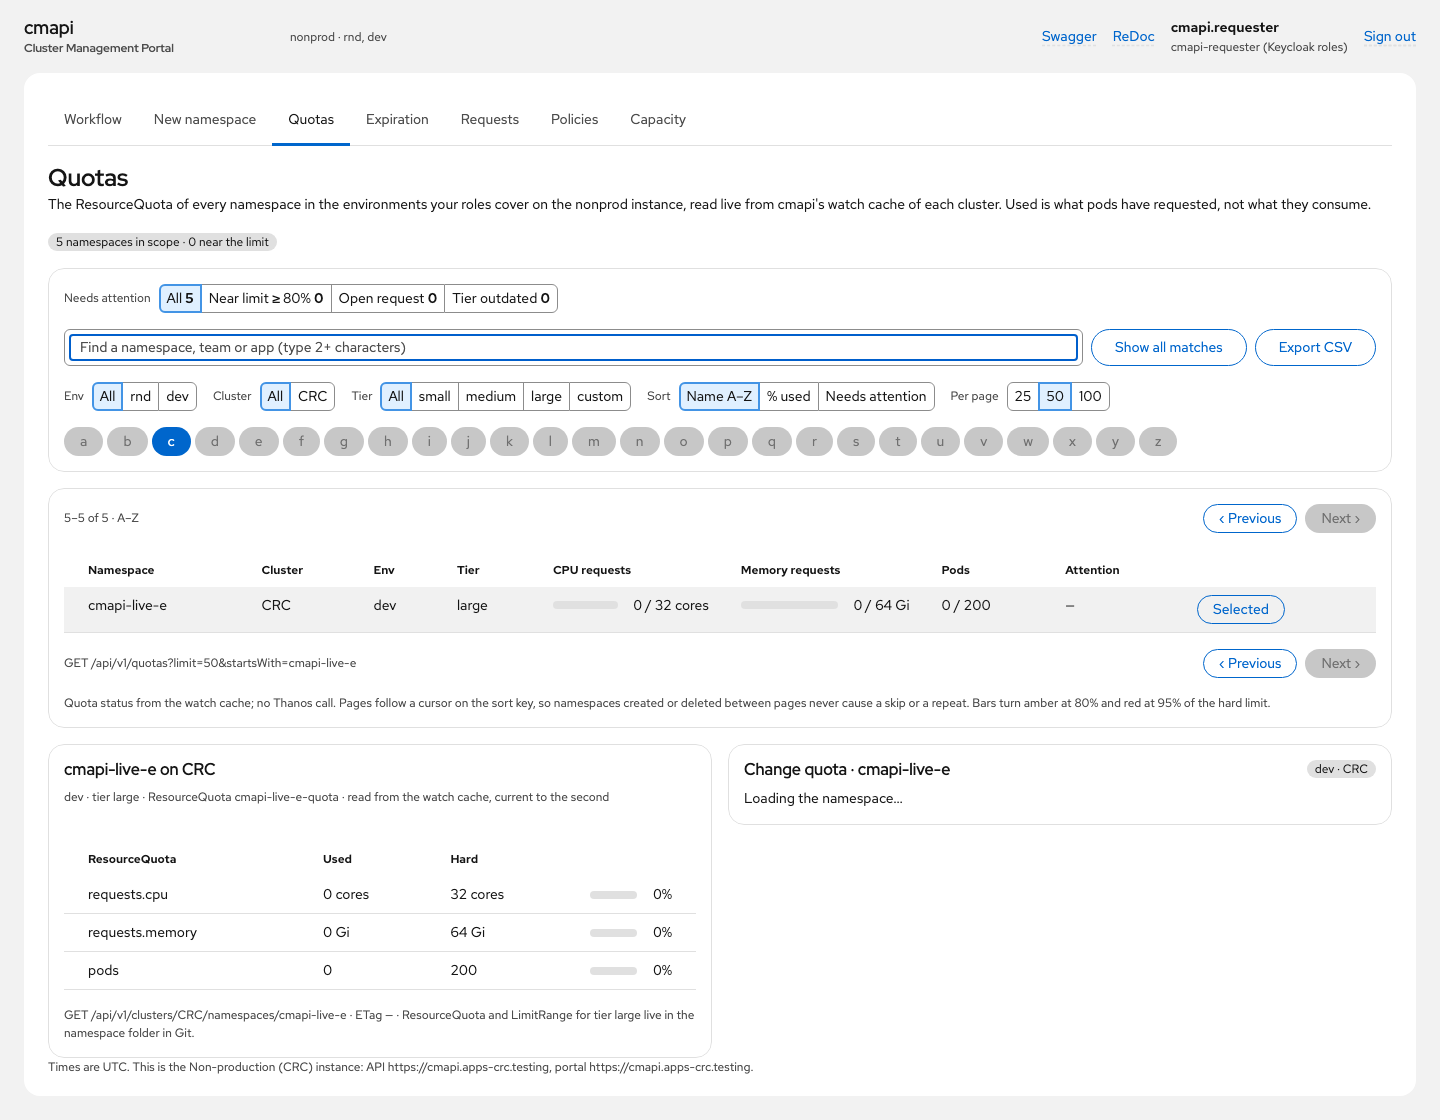 cmapi
Cluster Management Portal
nonprod · rnd, dev
Swagger
ReDoc
cmapi.requester
cmapi-requester (Keycloak roles)
Sign out
Workflow
New namespace
Quotas
Expiration
Requests
Policies
Capacity
Quotas
The ResourceQuota of every namespace in the environments your roles cover on the nonprod instance, read live from cmapi's watch cache of each cluster. Used is what pods have requested, not what they consume.
5 namespaces in scope · 0 near the limit
Needs attention
All 5
Near limit ≥ 80% 0
Open request 0
Tier outdated 0
Find a namespace, team or app (type 2+ characters)
Show all matches
Export CSV
Env All rnd dev
Cluster All CRC
Tier All small medium large custom
Sort Name A–Z % used Needs attention
Per page 25 50 100
a b c d e f g h i j k l m n o p q r s t u v w x y z
5–5 of 5 · A–Z
‹ Previous
Next ›
Namespace Cluster Env Tier CPU requests Memory requests Pods Attention
cmapi-live-e CRC dev large 0 / 32 cores 0 / 64 Gi 0 / 200 – Selected
GET /api/v1/quotas?limit=50&startsWith=cmapi-live-e
‹ Previous
Next ›
Quota status from the watch cache; no Thanos call. Pages follow a cursor on the sort key, so namespaces created or deleted between pages never cause a skip or a repeat. Bars turn amber at 80% and red at 95% of the hard limit.
cmapi-live-e on CRC
dev · tier large · ResourceQuota cmapi-live-e-quota · read from the watch cache, current to the second
ResourceQuota Used Hard
requests.cpu 0 cores 32 cores 0%
requests.memory 0 Gi 64 Gi 0%
pods 0 200 0%
GET /api/v1/clusters/CRC/namespaces/cmapi-live-e · ETag — · ResourceQuota and LimitRange for tier large live in the
namespace folder in Git.
Change quota · cmapi-live-e
dev · CRC
Loading the namespace...
Times are UTC. This is the Non-production (CRC) instance: API https://cmapi.apps-crc.testing, portal https://cmapi.apps-crc.testing.